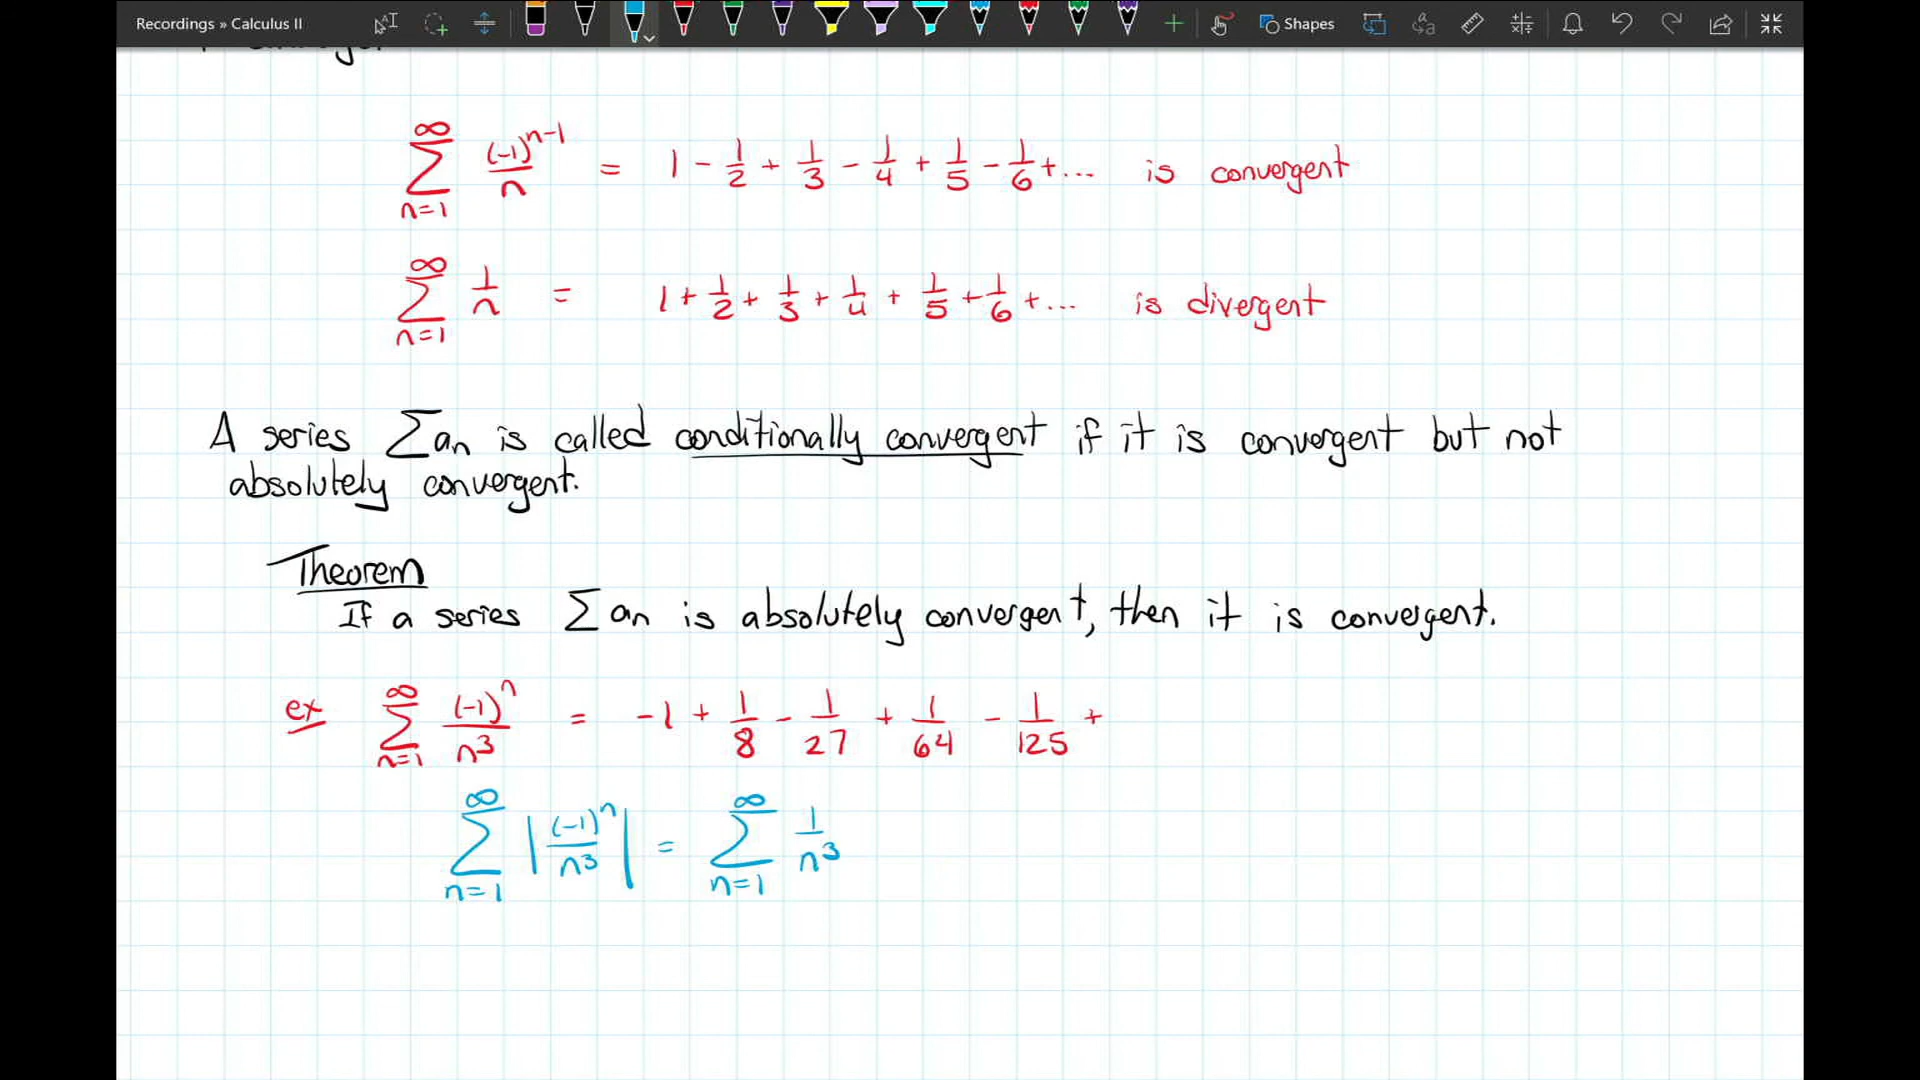 Recordings » Calculus II
Shapes
∞ ∑ n=1 (-1)^(n-1)/n = 1 - 1/2 + 1/3 - 1/4 + 1/5 - 1/6 + ... is convergent
∞ ∑ n=1 1/n = 1 + 1/2 + 1/3 + 1/4 + 1/5 + 1/6 + ... is divergent
A series ∑ an is called conditionally convergent if it is convergent but not
absolutely convergent.
Theorem
If a series ∑ an is absolutely convergent, then it is convergent.
ex ∞ ∑ n=1 (-1)^n/n^3 = -1 + 1/8 - 1/27 + 1/64 - 1/125 +
∞ ∑ n=1 |(-1)^n/n^3| = ∞ ∑ n=1 1/n^3